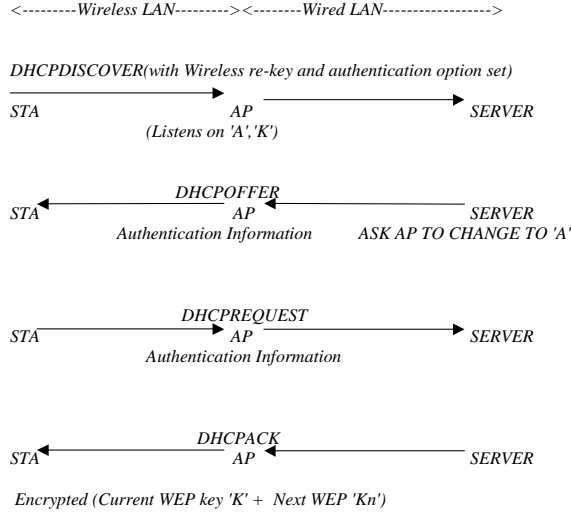 <---------Wireless LAN---------><--------Wired LAN----------------->
DHCPDISCOVER(with Wireless re-key and authentication option set)
STA AP SERVER
(Listens on 'A','K')
DHCPOFFER
STA AP SERVER
Authentication Information ASK AP TO CHANGE TO 'A'
DHCPREQUEST
STA AP SERVER
Authentication Information
DHCPACK
STA AP SERVER
Encrypted (Current WEP key 'K' + Next WEP 'Kn')